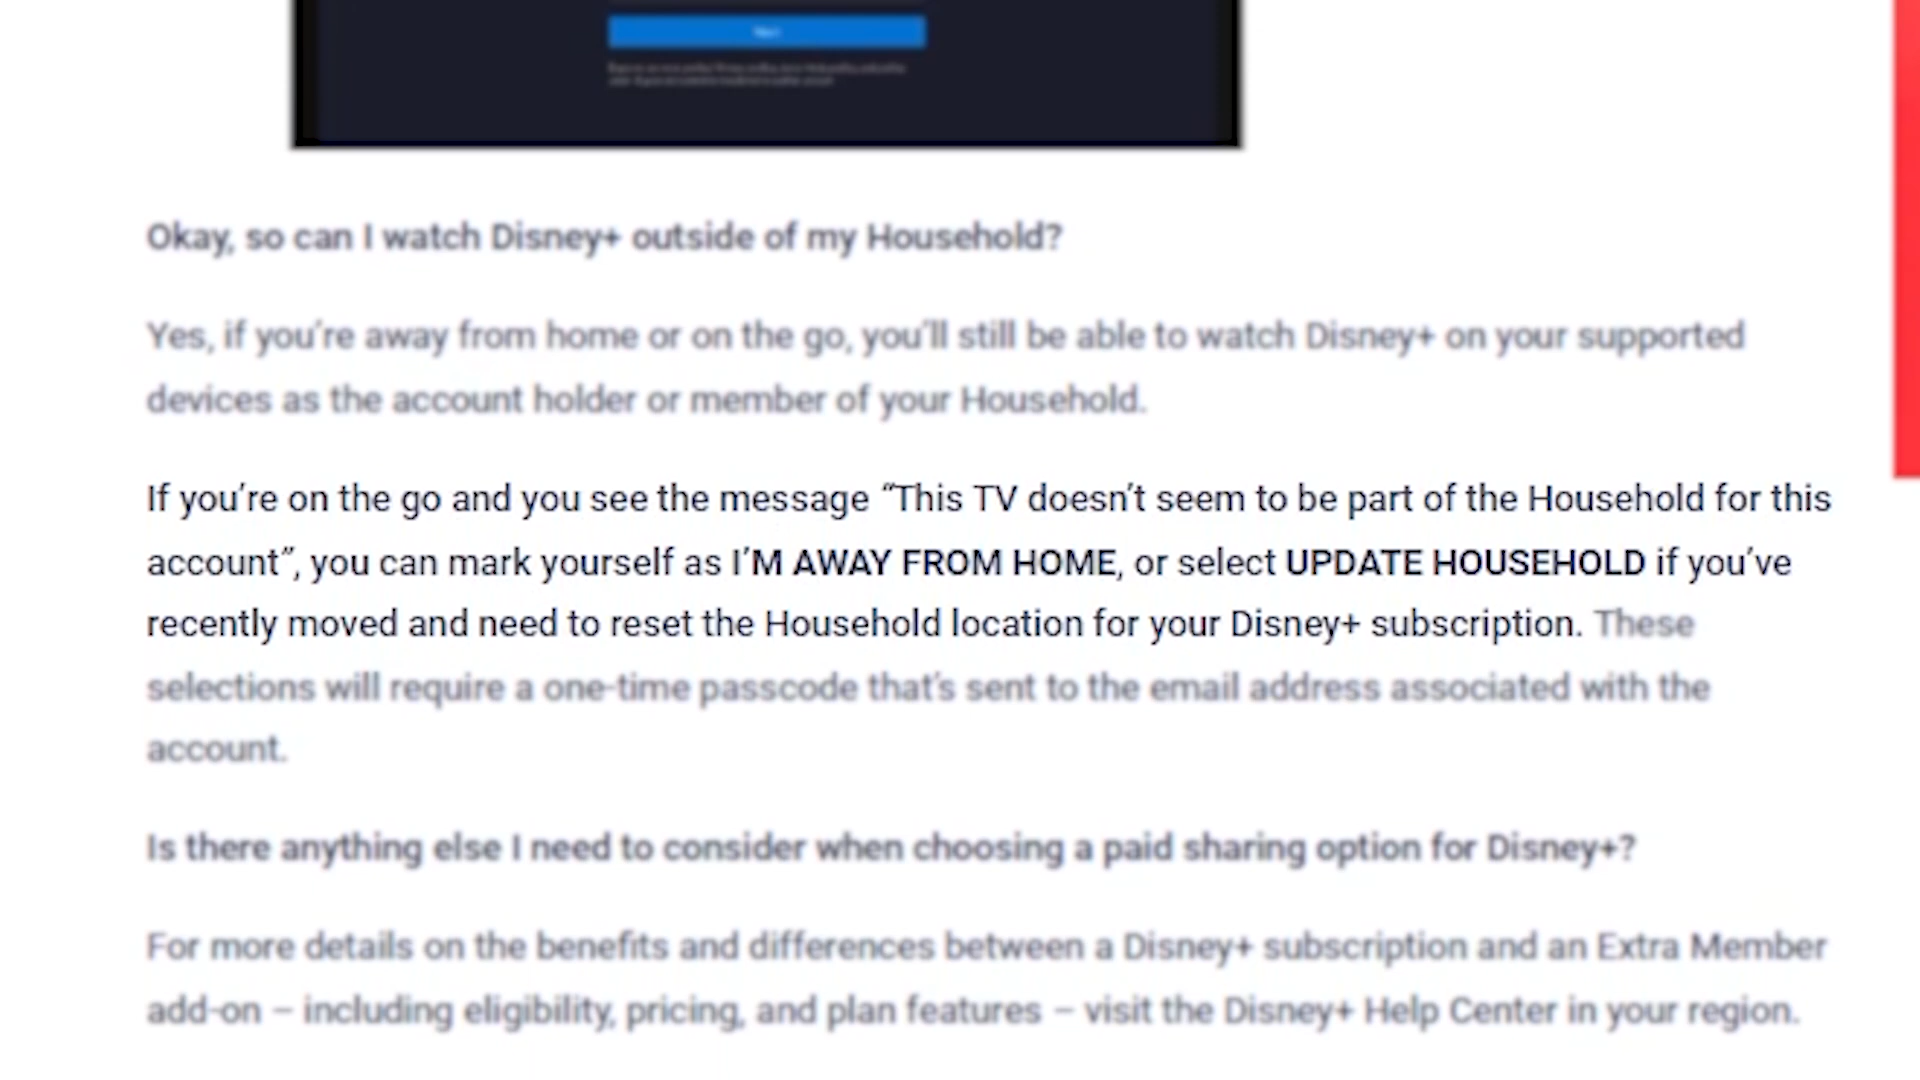 Okay, so can I watch Disney+ outside of my Household?
Yes, if you’re away from home or on the go, you’ll still be able to watch Disney+ on your supported
devices as the account holder or member of your Household.
If you’re on the go and you see the message “This TV doesn’t seem to be part of the Household for this
account”, you can mark yourself as I’M AWAY FROM HOME, or select UPDATE HOUSEHOLD if you’ve
recently moved and need to reset the Household location for your Disney+ subscription. These
selections will require a one-time passcode that’s sent to the email address associated with the
account.
Is there anything else I need to consider when choosing a paid sharing option for Disney+?
For more details on the benefits and differences between a Disney+ subscription and an Extra Member
add-on – including eligibility, pricing, and plan features – visit the Disney+ Help Center in your region.